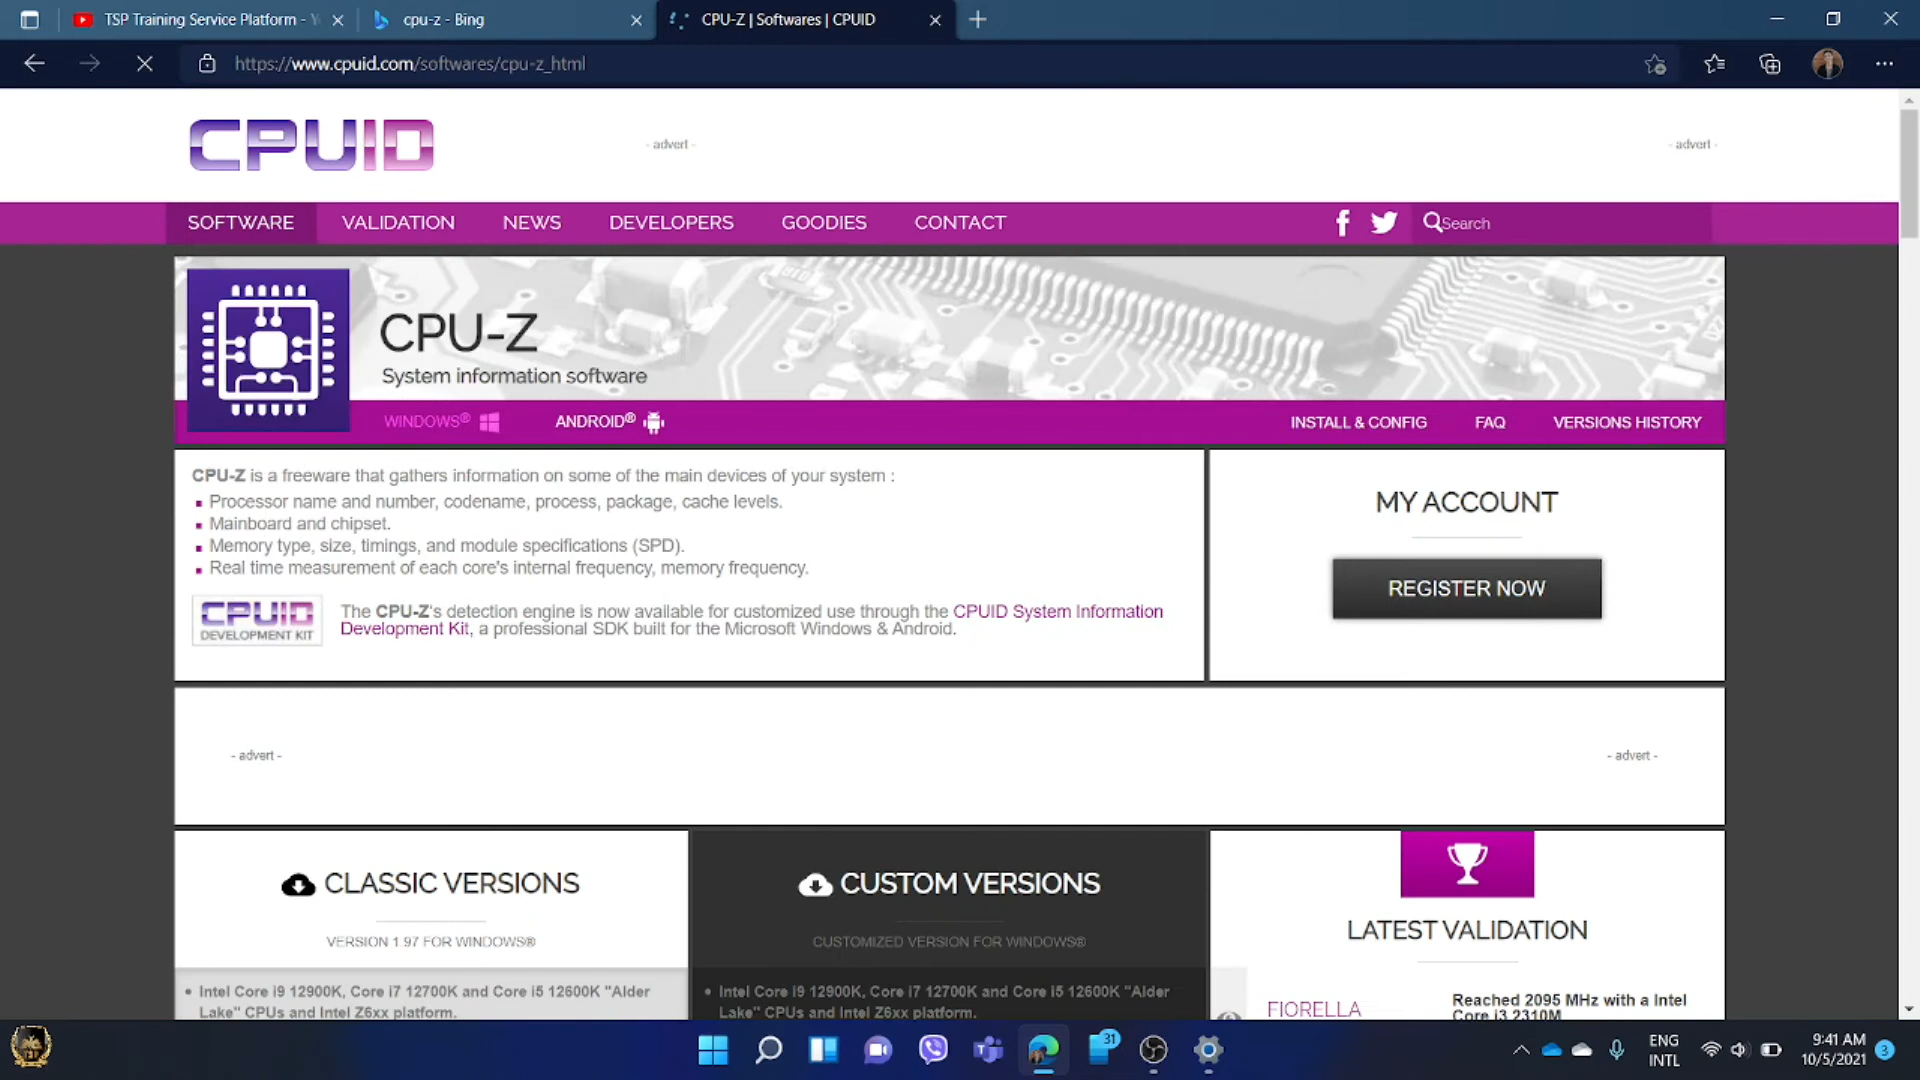 TSP Training Service Platform - Y
cpu-z - Bing
CPU-Z | Softwares | CPUID
https://www.cpuid.com/softwares/cpu-z_html
CPUID
- advert -
- advert -
SOFTWARE
VALIDATION
NEWS
DEVELOPERS
GOODIES
CONTACT
f
Search
CPU-Z
System information software
WINDOWS®
ANDROID®
INSTALL & CONFIG
FAQ
VERSIONS HISTORY
CPU-Z is a freeware that gathers information on some of the main devices of your system :
Processor name and number, codename, process, package, cache levels.
Mainboard and chipset.
Memory type, size, timings, and module specifications (SPD).
Real time measurement of each core's internal frequency, memory frequency.
CPUID
DEVELOPMENT KIT
The CPU-Z's detection engine is now available for customized use through the CPUID System Information
Development Kit, a professional SDK built for the Microsoft Windows & Android.
MY ACCOUNT
REGISTER NOW
- advert -
- advert -
CLASSIC VERSIONS
VERSION 1.97 FOR WINDOWS®
• Intel Core i9 12900K, Core i7 12700K and Core i5 12600K "Alder
Lake" CPUs and Intel Z6xx platform.
CUSTOM VERSIONS
CUSTOMIZED VERSION FOR WINDOWS®
• Intel Core i9 12900K, Core i7 12700K and Core i5 12600K "Alder
Lake" CPUs and Intel Z6xx platform.
LATEST VALIDATION
FIORELLA
Reached 2095 MHz with a Intel
Core i3 2310M
31
ENG
INTL
9:41 AM
10/5/2021
3